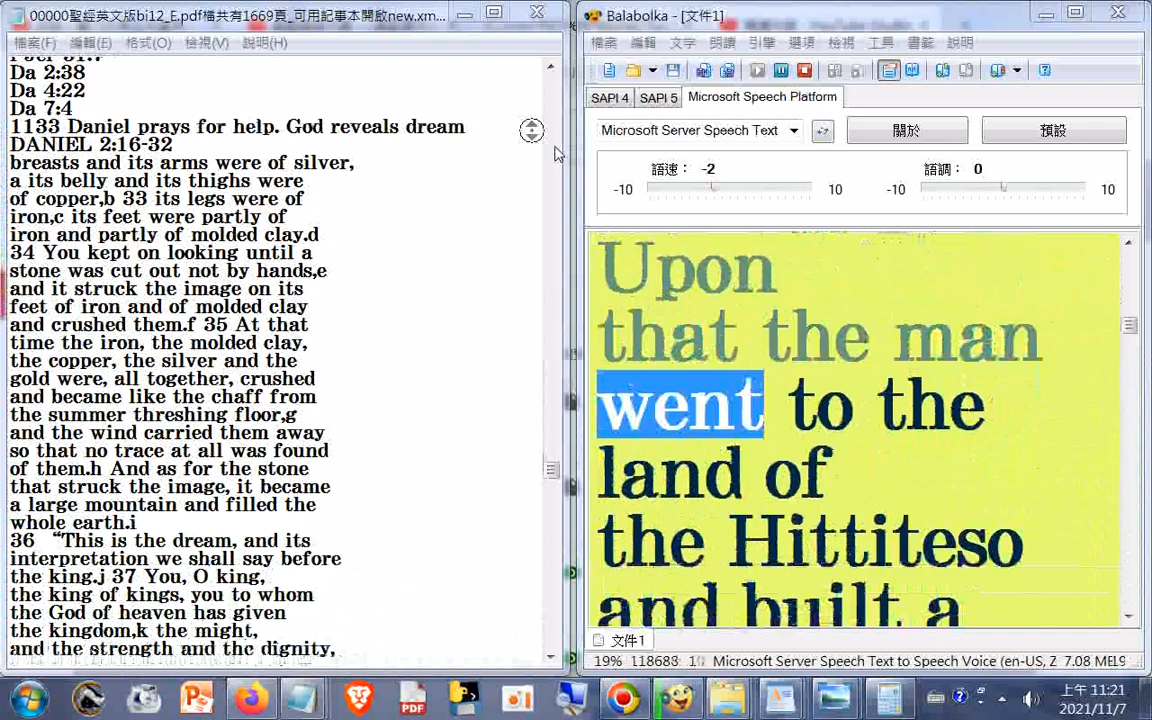 00000聖經英文版bi12_E.pdf檔共有1669頁_可用記事本開啟new.xm...
檔案(F) 編輯(E) 格式(O) 檢視(V) 說明(H)
Da 2:38
Da 4:22
Da 7:4
1133 Daniel prays for help. God reveals dream
DANIEL 2:16-32
breasts and its arms were of silver,
a its belly and its thighs were
of copper,b 33 its legs were of
iron,c its feet were partly of
iron and partly of molded clay.d
34 You kept on looking until a
stone was cut out not by hands,e
and it struck the image on its
feet of iron and of molded clay
and crushed them.f 35 At that
time the iron, the molded clay,
the copper, the silver and the
gold were, all together, crushed
and became like the chaff from
the summer threshing floor,g
and the wind carried them away
so that no trace at all was found
of them.h And as for the stone
that struck the image, it became
a large mountain and filled the
whole earth.i
36 “This is the dream, and its
interpretation we shall say before
the king.j 37 You, O king,
the king of kings, you to whom
the God of heaven has given
the kingdom,k the might,
and the strength and the dignity,
Balabolka - [文件1]
檔案 編輯 文字 朗讀 引擎 選項 檢視 工具 書籤 說明
SAPI 4 SAPI 5 Microsoft Speech Platform
Microsoft Server Speech Text 關於 預設
語速： -2 語調： 0
-10 10 -10 10
Upon
that the man
went to the
land of
the Hittiteso
and built a
文件1
19% 118683: Microsoft Server Speech Text to Speech Voice (en-US, Z 7.08 ME
上午 11:21
2021/11/7